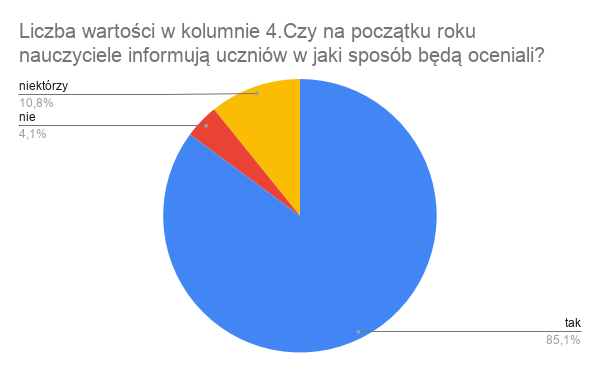 Liczba wartości w kolumnie 4.Czy na początku roku
nauczyciele informują uczniów w jaki sposób będą oceniali?
niektórzy
10,8%
nie
4,1%
tak
85,1%